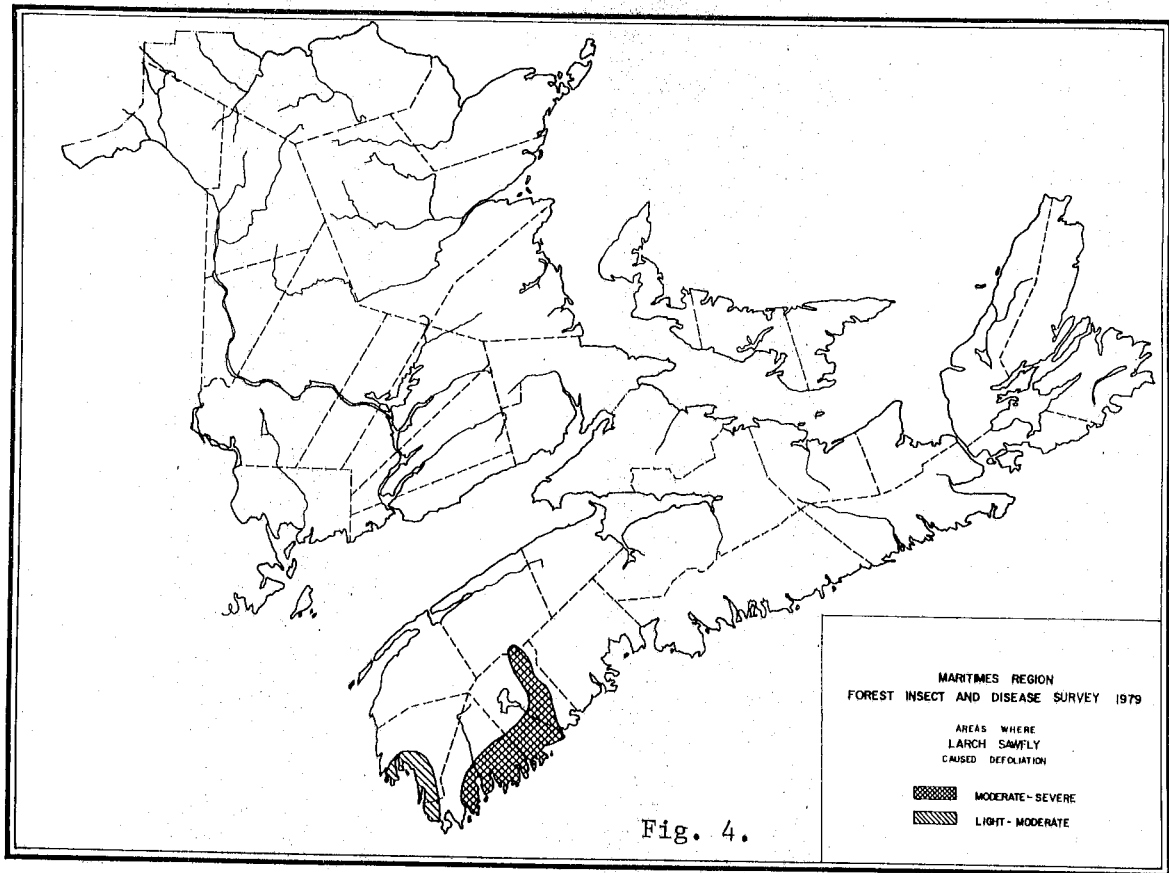 MARITIMES REGION
FOREST INSECT AND DISEASE SURVEY 1979
AREAS WHERE
LARCH SAWFLY
CAUSED DEFOLIATION
MODERATE-SEVERE
LIGHT-MODERATE
Fig. 4.